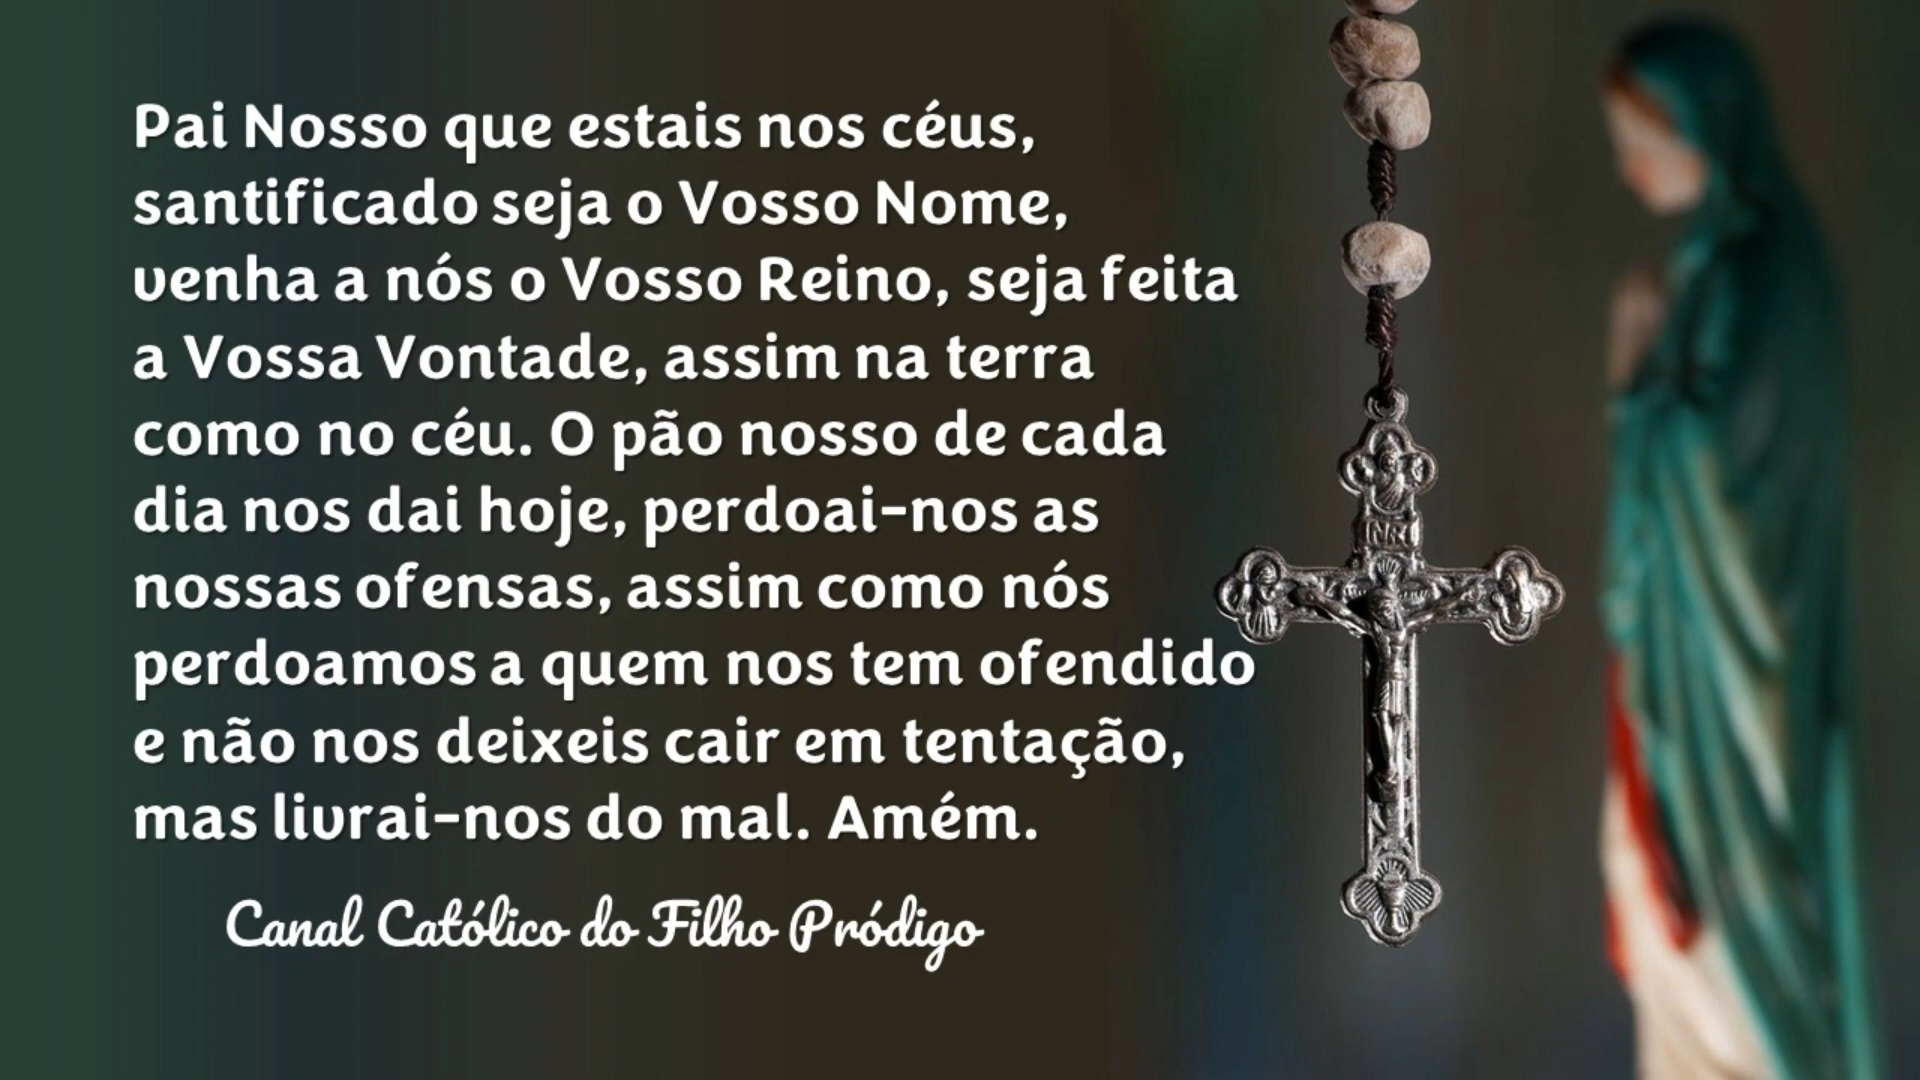 Pai Nosso que estais nos céus,
santificado seja o Vosso Nome,
venha a nós o Vosso Reino, seja feita
a Vossa Vontade, assim na terra
como no céu. O pão nosso de cada
dia nos dai hoje, perdoai-nos as
nossas ofensas, assim como nós
perdoamos a quem nos tem ofendido
e não nos deixeis cair em tentação,
mas livrai-nos do mal. Amém.
Canal Católico do Filho Pródigo
INRI